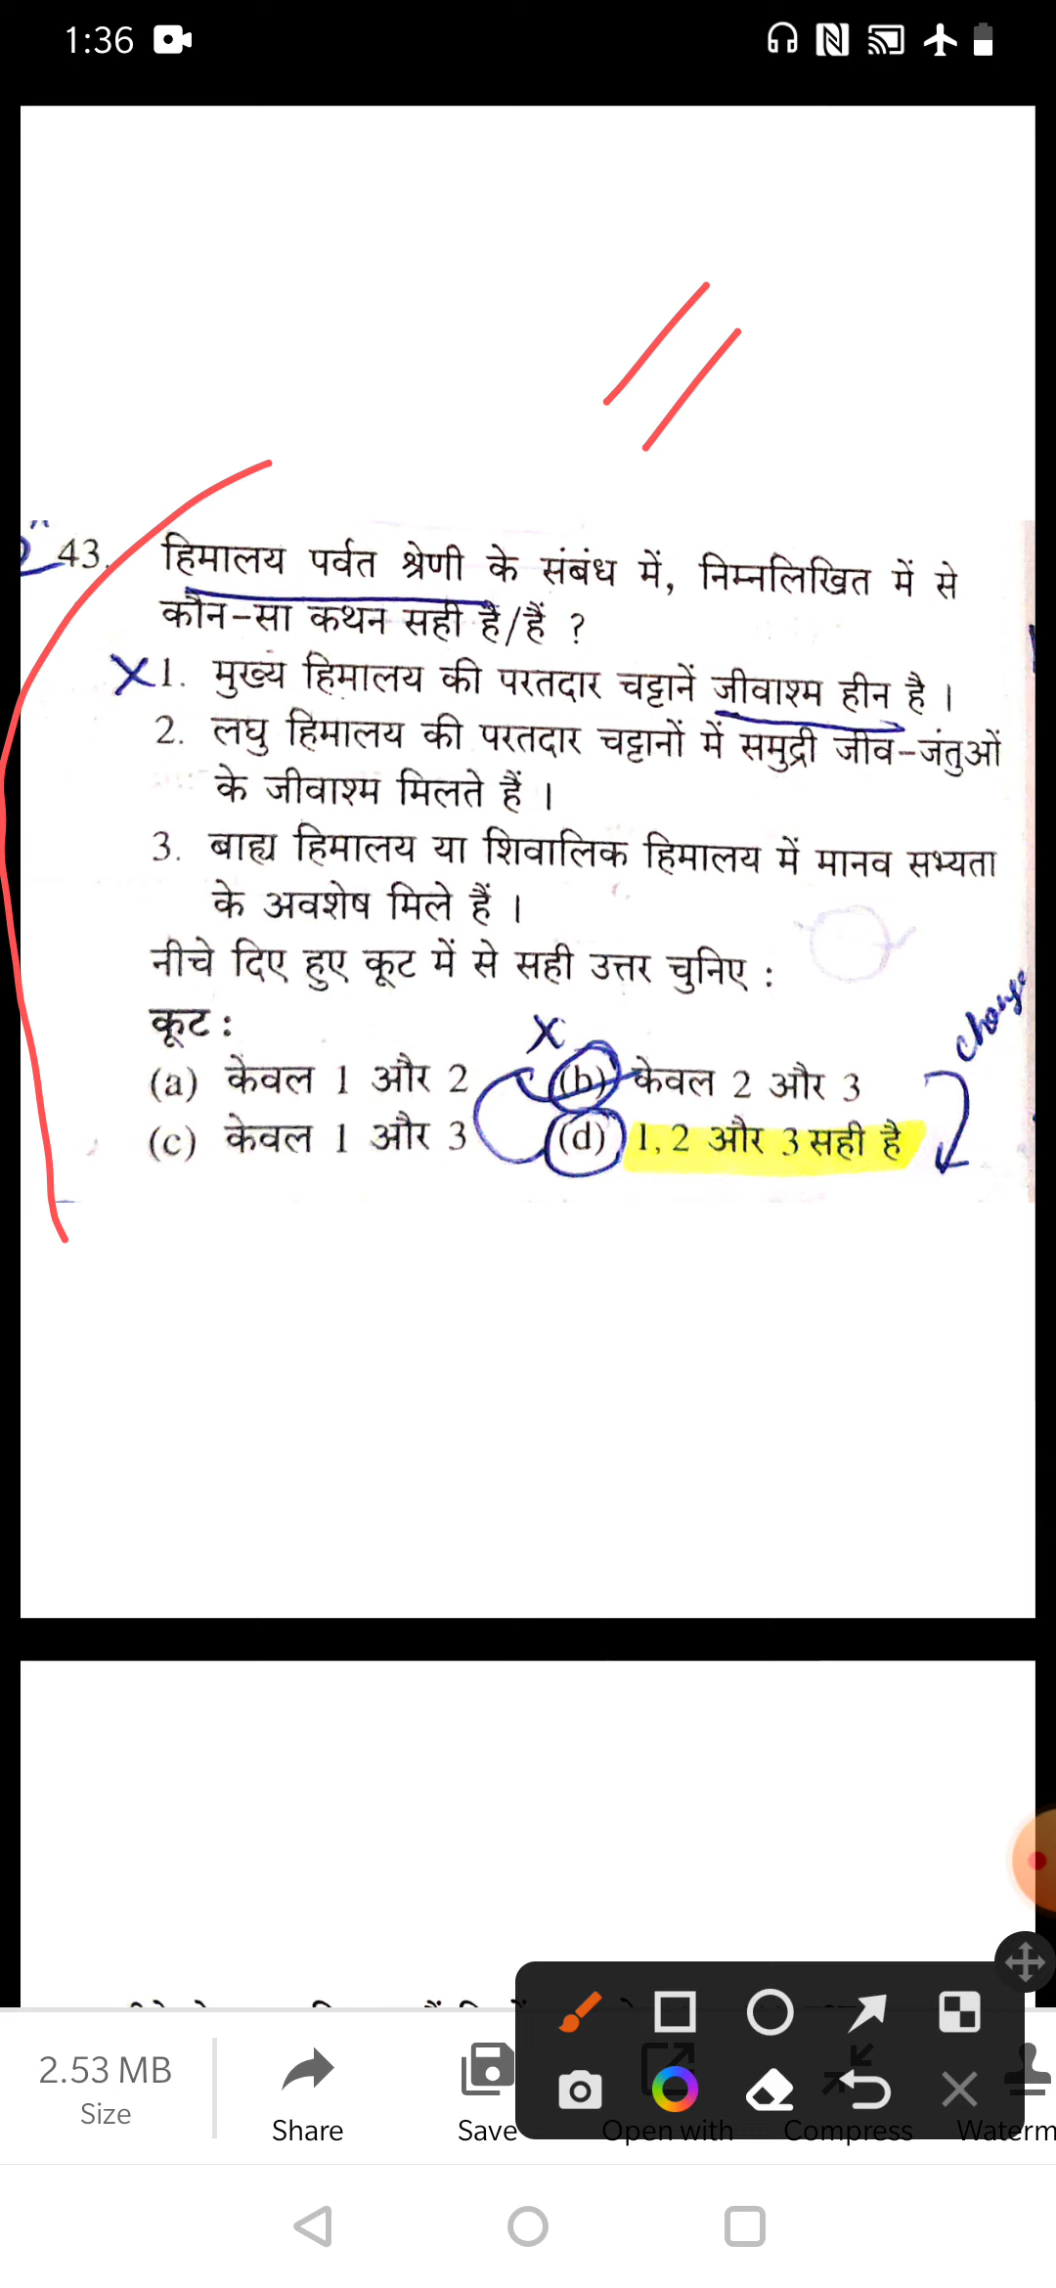 1:36
43. हिमालय पर्वत श्रेणी के संबंध में, निम्नलिखित में से
कौन-सा कथन सही है/हैं ?
X 1. मुख्य हिमालय की परतदार चट्टानें जीवाश्म हीन है ।
2. लघु हिमालय की परतदार चट्टानों में समुद्री जीव-जंतुओं
के जीवाश्म मिलते हैं ।
3. बाह्य हिमालय या शिवालिक हिमालय में मानव सभ्यता
के अवशेष मिले हैं ।
नीचे दिए हुए कूट में से सही उत्तर चुनिए :
कूट :
X
change
(a) केवल 1 और 2 (b) केवल 2 और 3
(c) केवल 1 और 3 (d) 1, 2 और 3 सही है
2.53 MB
Size
Share
Save
Open with
Compress
Waterm